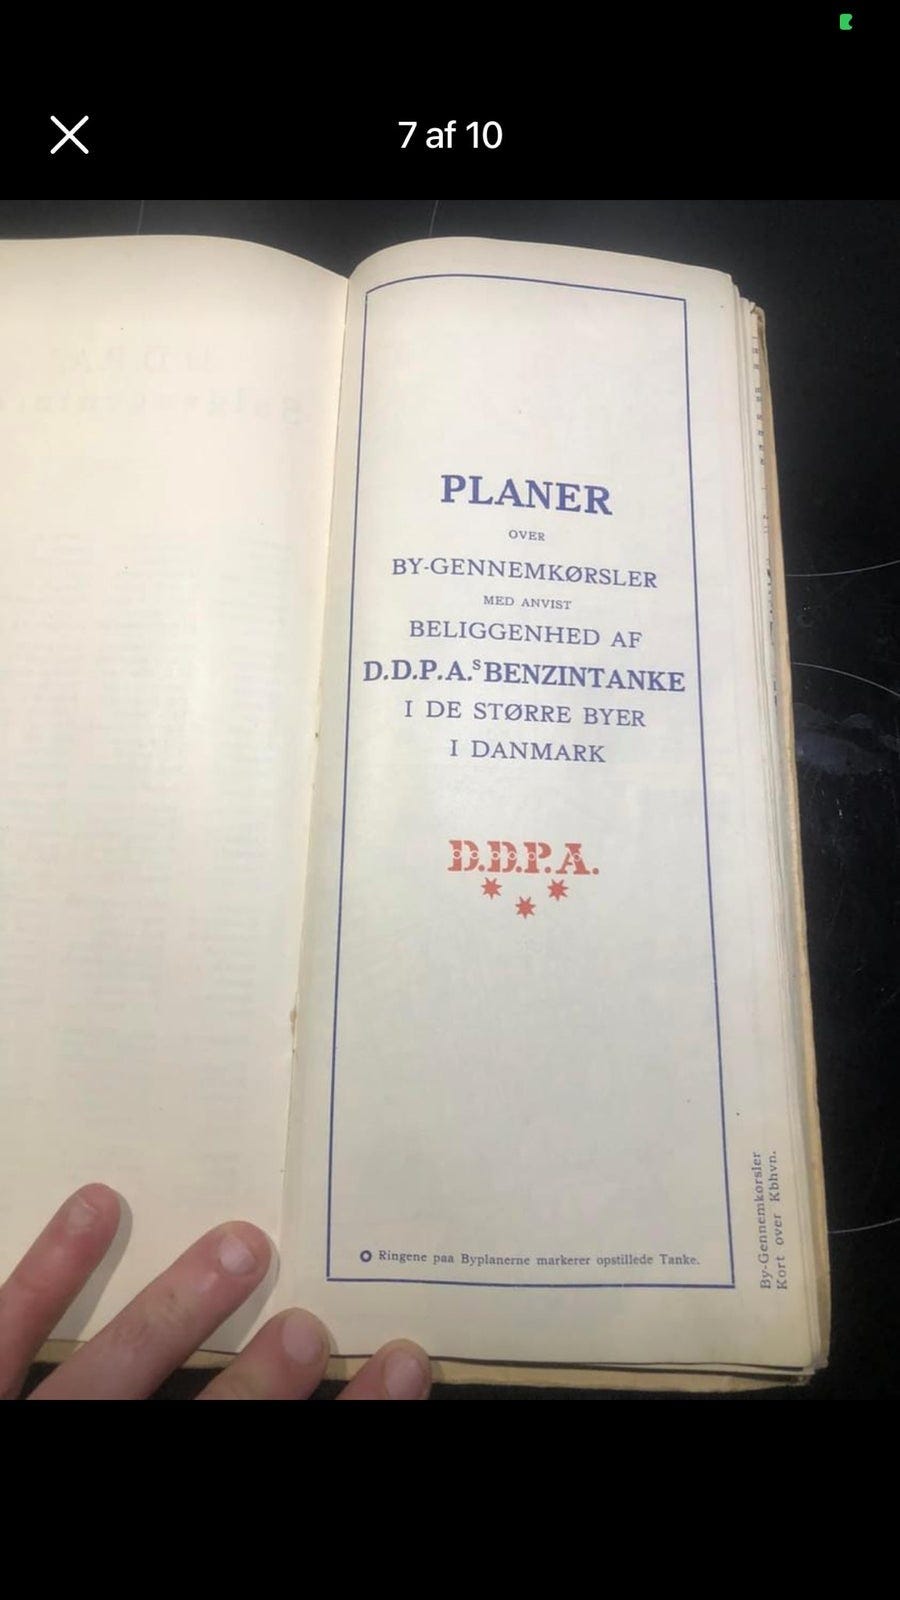 7 af 10
PLANER
OVER
BY-GENNEMKØRSLER
MED ANVIST
BELIGGENHED AF
D.D.P.A.S BENZINTANKE
I DE STØRRE BYER
I DANMARK
D.D.P.A.
Ringene paa Byplanerne markerer opstillede Tanke.
By-Gennemkørsler
Kort over Kbhvn.